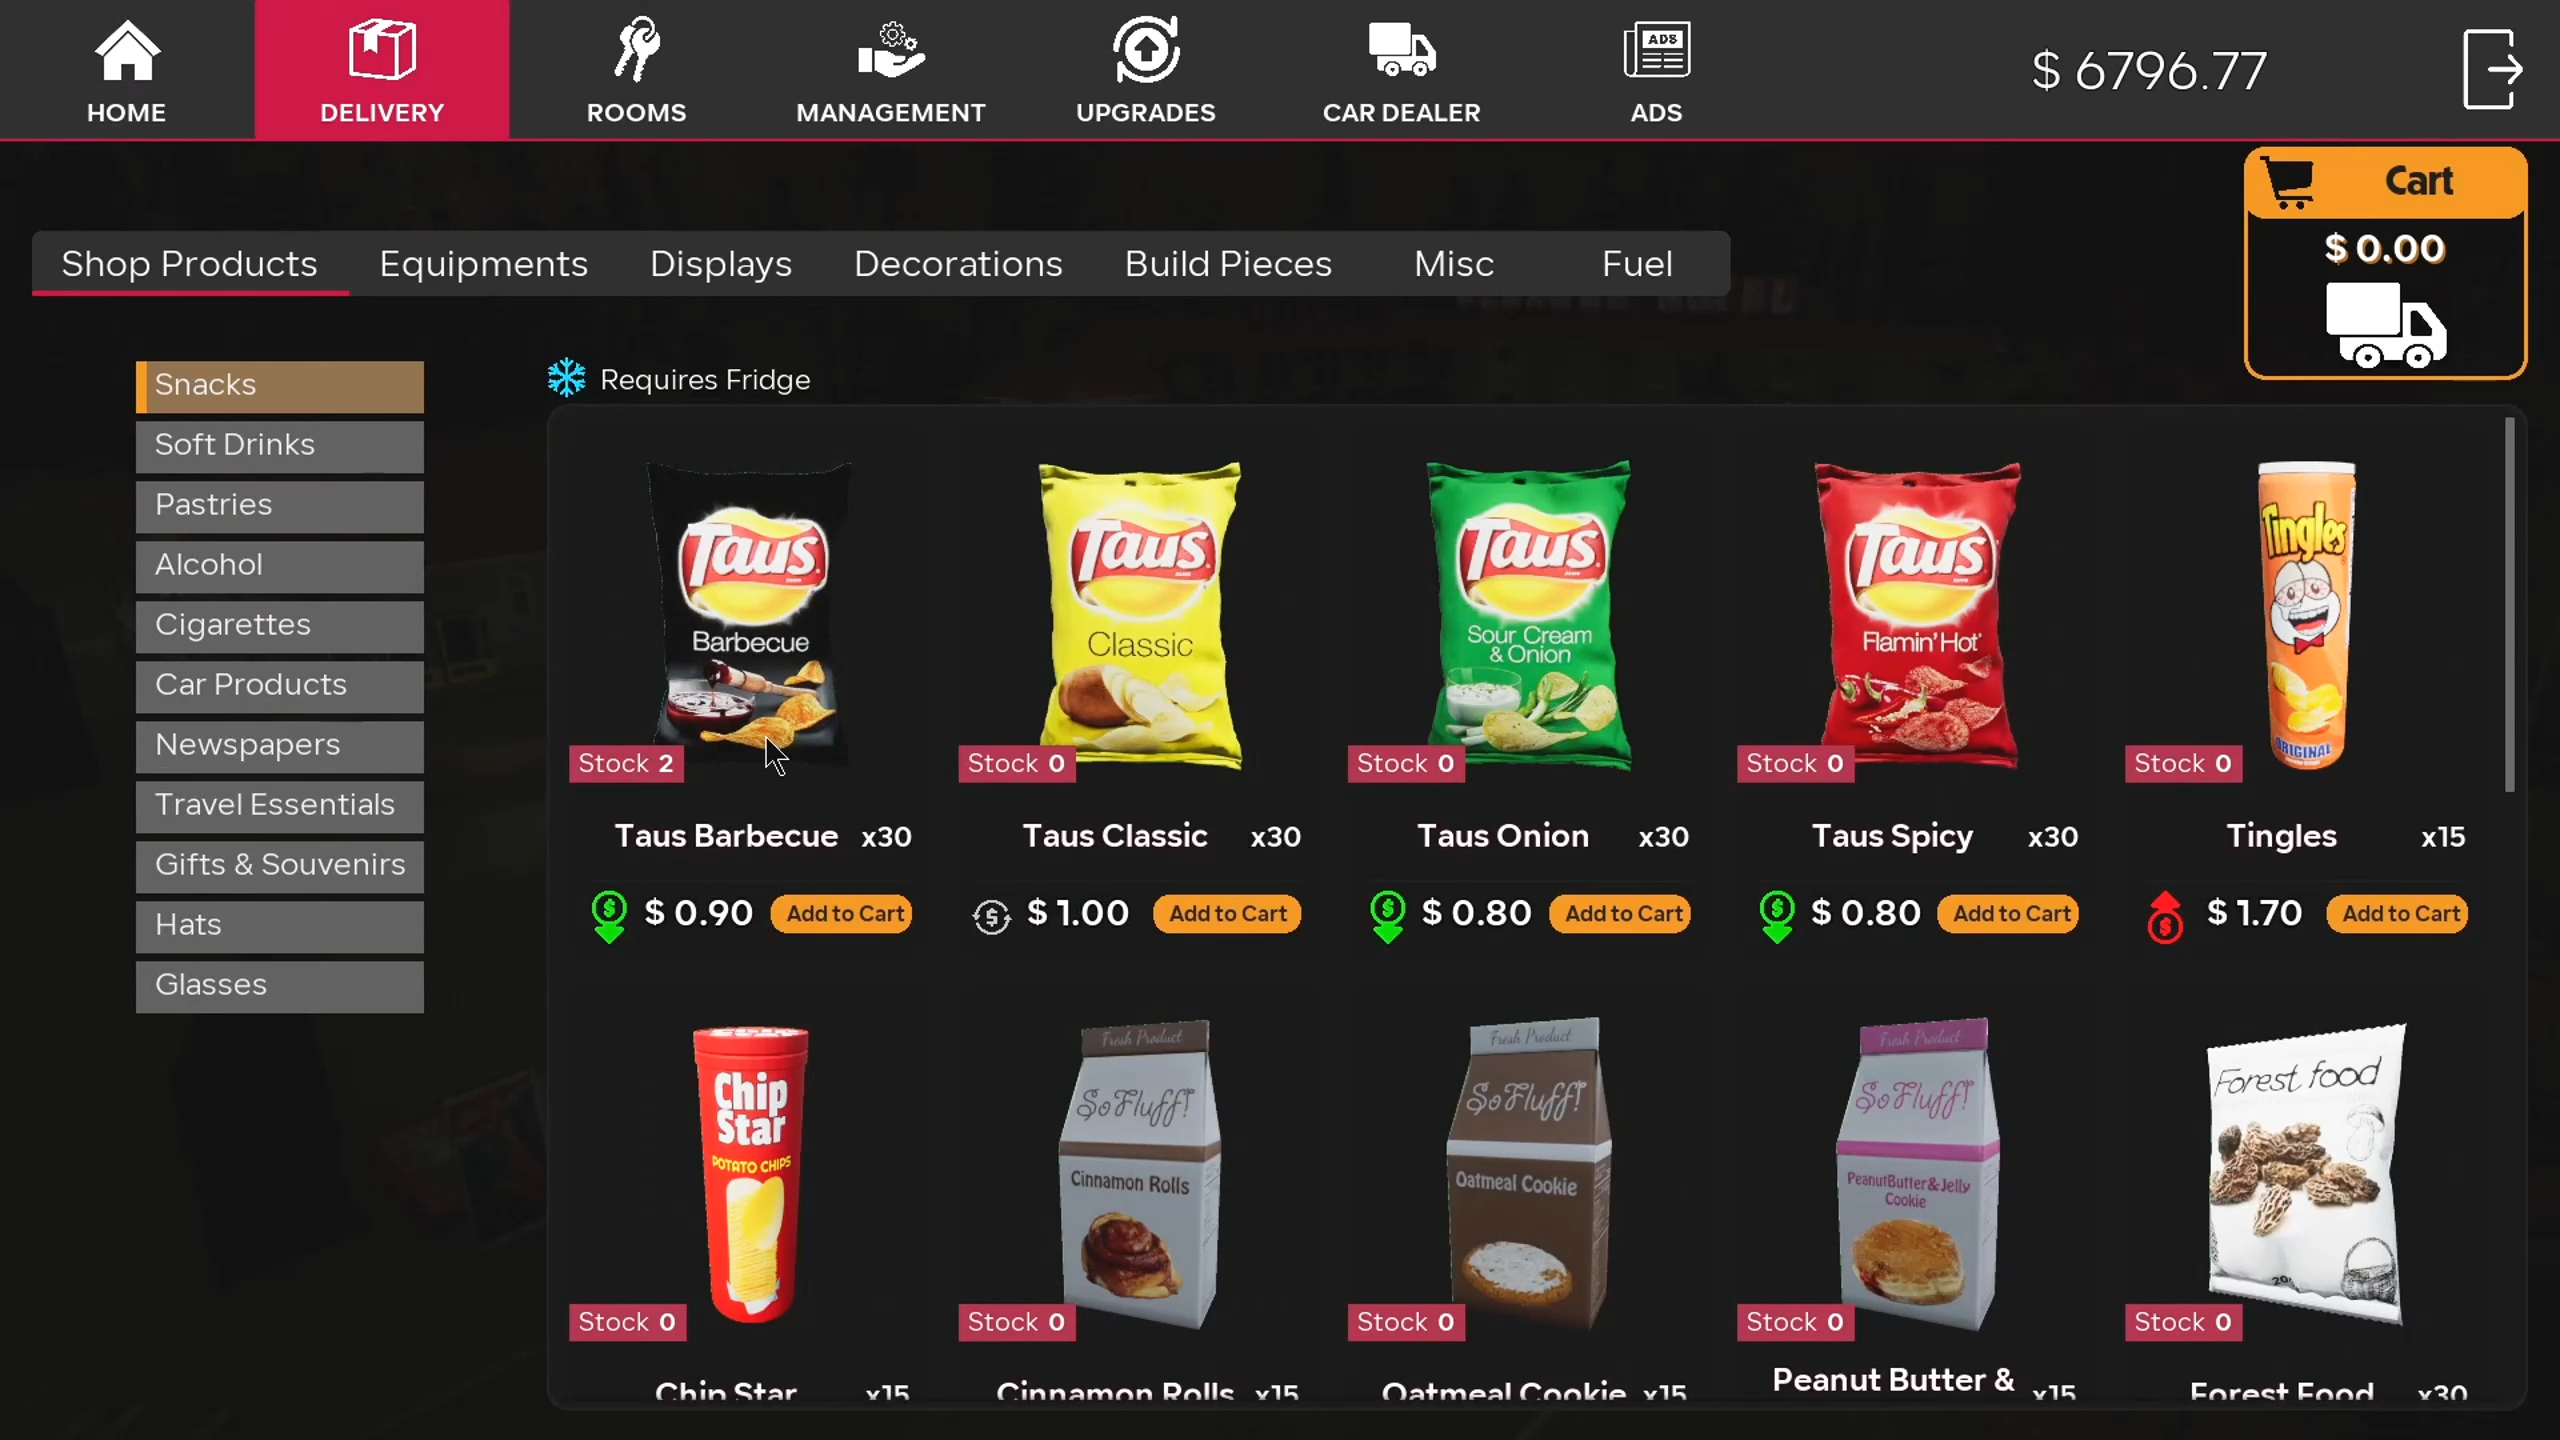 HOME
DELIVERY
ROOMS
MANAGEMENT
UPGRADES
CAR DEALER
ADS
ADS
$ 6796.77
Cart
$ 0.00
Shop Products
Equipments
Displays
Decorations
Build Pieces
Misc
Fuel
Requires Fridge
Snacks
Soft Drinks
Pastries
Alcohol
Cigarettes
Car Products
Newspapers
Travel Essentials
Gifts & Souvenirs
Hats
Glasses
Taus
Barbecue
Stock 2
Taus Barbecue x30
$ 0.90 Add to Cart
Taus
Classic
Stock 0
Taus Classic x30
$ 1.00 Add to Cart
Taus
Sour Cream
& Onion
Stock 0
Taus Onion x30
$ 0.80 Add to Cart
Taus
Flamin' Hot
Stock 0
Taus Spicy x30
$ 0.80 Add to Cart
Tingles
ORIGINAL
Stock 0
Tingles x15
$ 1.70 Add to Cart
Chip
Star
POTATO CHIPS
Stock 0
Chip Star x15
Fresh Product
SoFluff!
Cinnamon Rolls
Stock 0
Cinnamon Rolls x15
Fresh Product
SoFluff!
Oatmeal Cookie
Stock 0
Oatmeal Cookie x15
Fresh Product
SoFluff!
PeanutButter&Jelly
Cookie
Stock 0
Peanut Butter & x15
Forest food
Stock 0
Forest Food x30